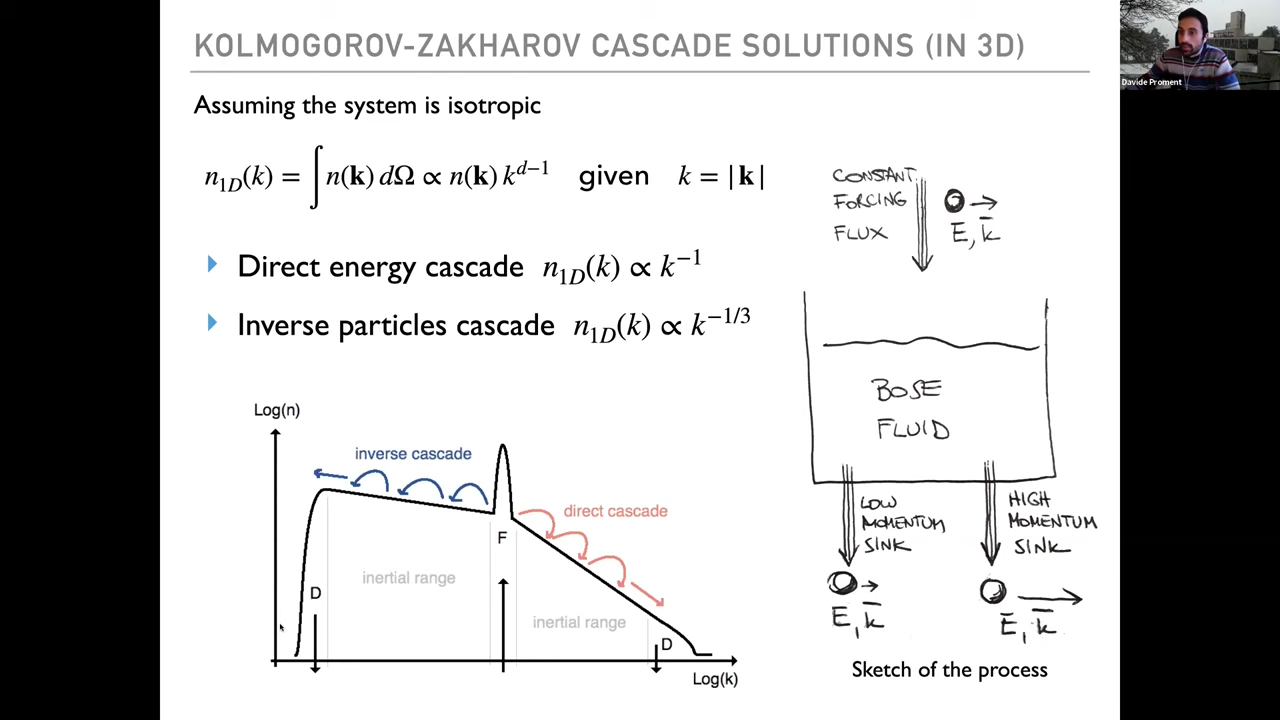 KOLMOGOROV-ZAKHAROV CASCADE SOLUTIONS (IN 3D)
Davide Proment
Assuming the system is isotropic
n₁D(k) = ∫ n(𝐤) dΩ ∝ n(𝐤) k^{d−1} given k = |𝐤|
Direct energy cascade n₁D(k) ∝ k^{−1}
Inverse particles cascade n₁D(k) ∝ k^{−1/3}
Log(n)
inverse cascade
direct cascade
F
inertial range
D
inertial range
D
Log(k)
CONSTANT
FORCING
FLUX
E, k̄
BOSE
FLUID
LOW
MOMENTUM
SINK
HIGH
MOMENTUM
SINK
E, k̄
E, k̄
Sketch of the process